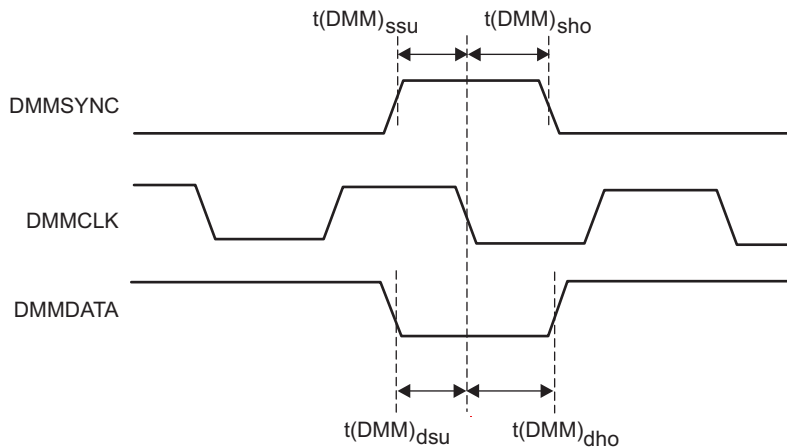 t(DMM)ssu
t(DMM)sho
DMMSYNC
DMMCLK
DMMDATA
t(DMM)dsu
t(DMM)dho